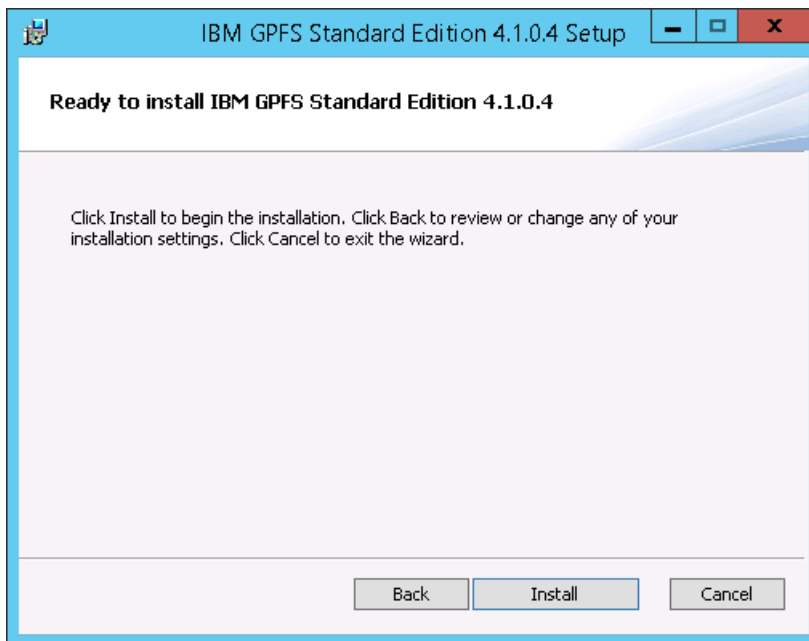 IBM GPFS Standard Edition 4.1.0.4 Setup
Ready to install IBM GPFS Standard Edition 4.1.0.4
Click Install to begin the installation. Click Back to review or change any of your
installation settings. Click Cancel to exit the wizard.
Back Install Cancel